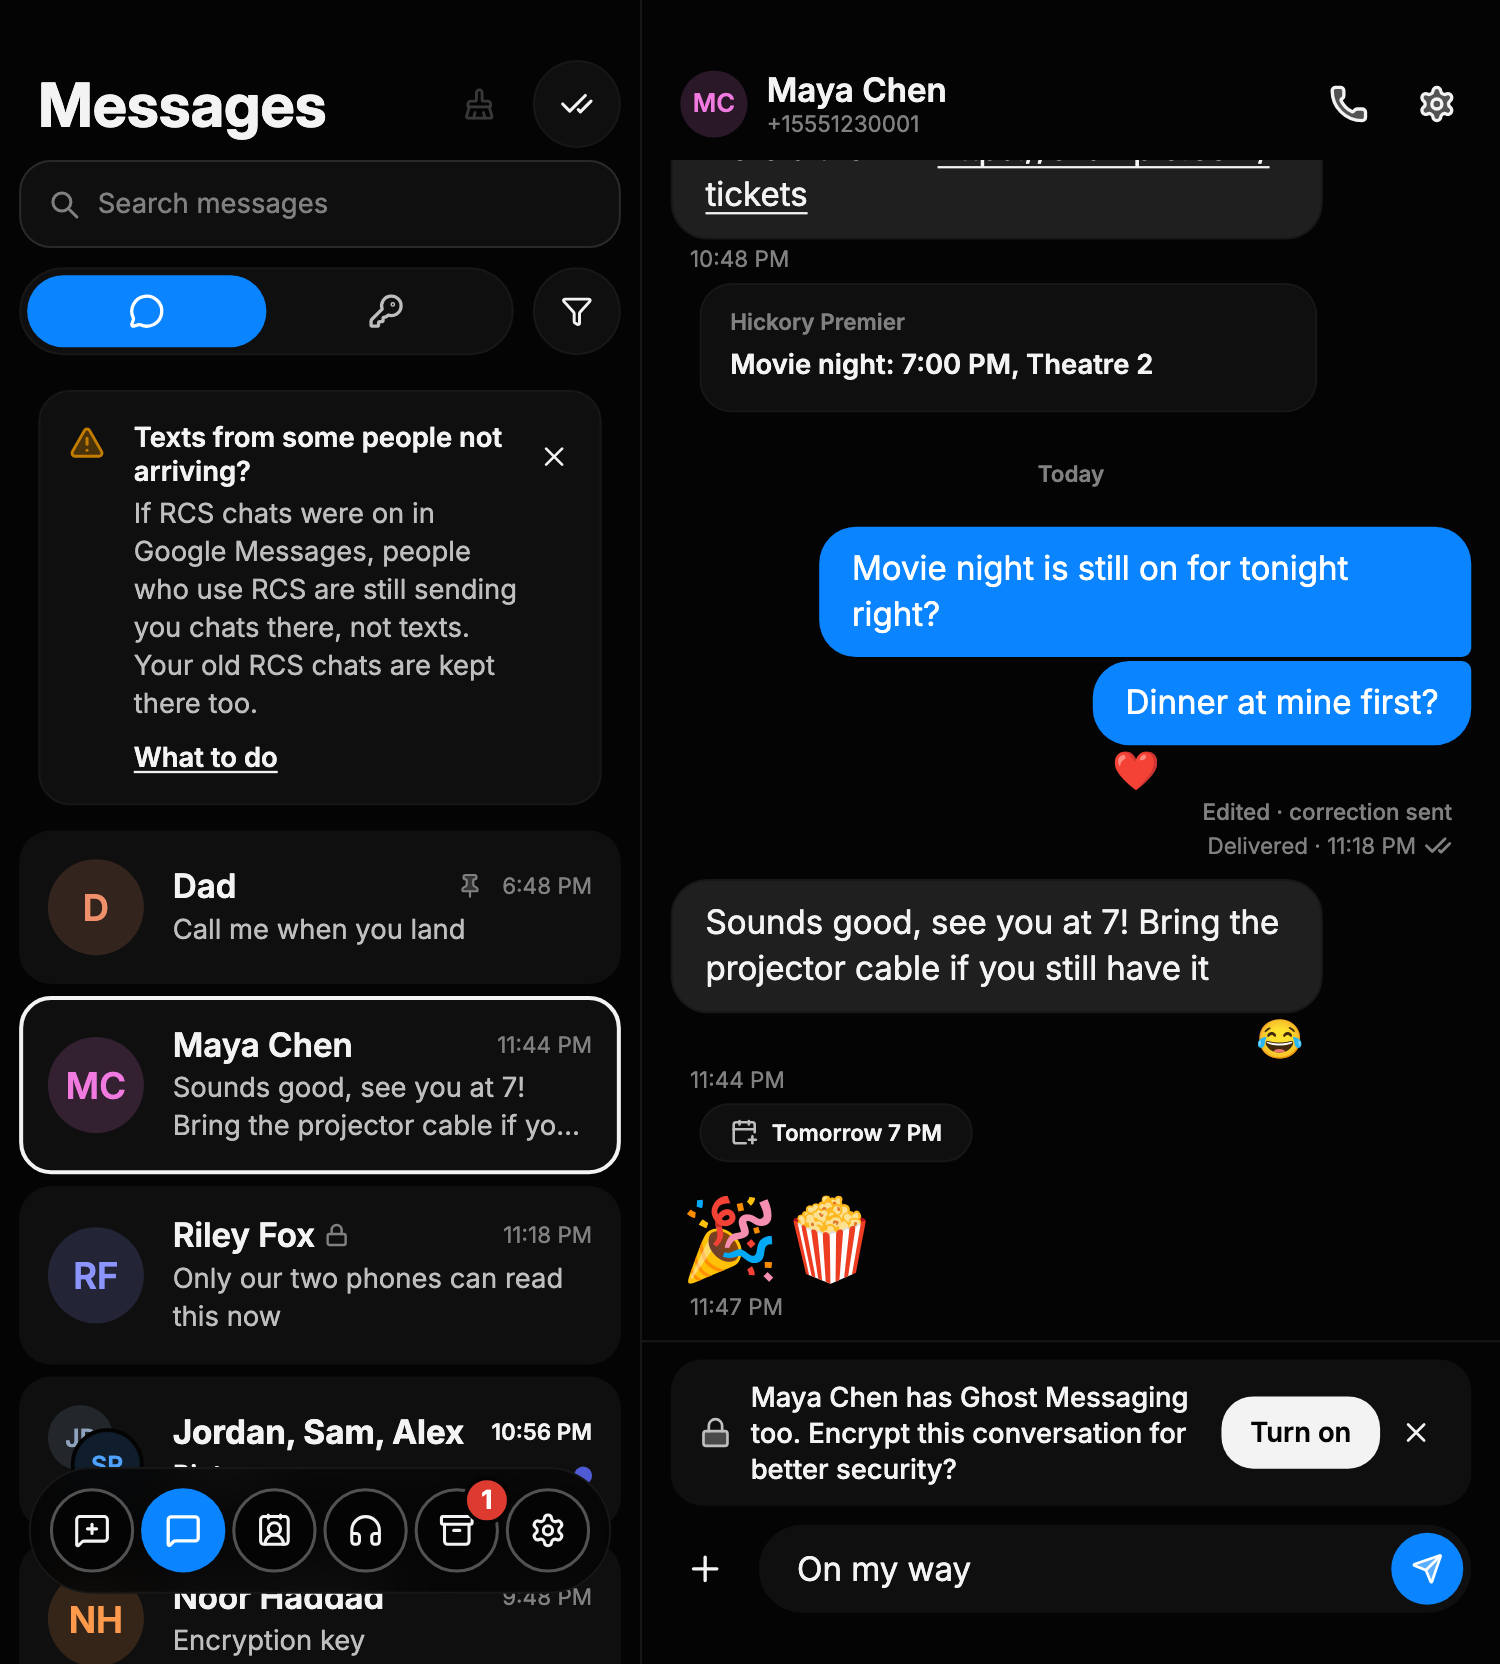 Messages
Search messages
Texts from some people not
arriving?
If RCS chats were on in
Google Messages, people
who use RCS are still sending
you chats there, not texts.
Your old RCS chats are kept
there too.
What to do
D
Dad
6:48 PM
Call me when you land
MC
Maya Chen
11:44 PM
Sounds good, see you at 7!
Bring the projector cable if yo...
RF
Riley Fox
11:18 PM
Only our two phones can read
this now
Jordan, Sam, Alex
10:56 PM
SR
1
NH
Noor Haddad
9:48 PM
Encryption key
MC
Maya Chen
+15551230001
tickets
10:48 PM
Hickory Premier
Movie night: 7:00 PM, Theatre 2
Today
Movie night is still on for tonight
right?
Dinner at mine first?
Edited · correction sent
Delivered · 11:18 PM
Sounds good, see you at 7! Bring the
projector cable if you still have it
11:44 PM
Tomorrow 7 PM
11:47 PM
Maya Chen has Ghost Messaging
too. Encrypt this conversation for
better security?
Turn on
On my way